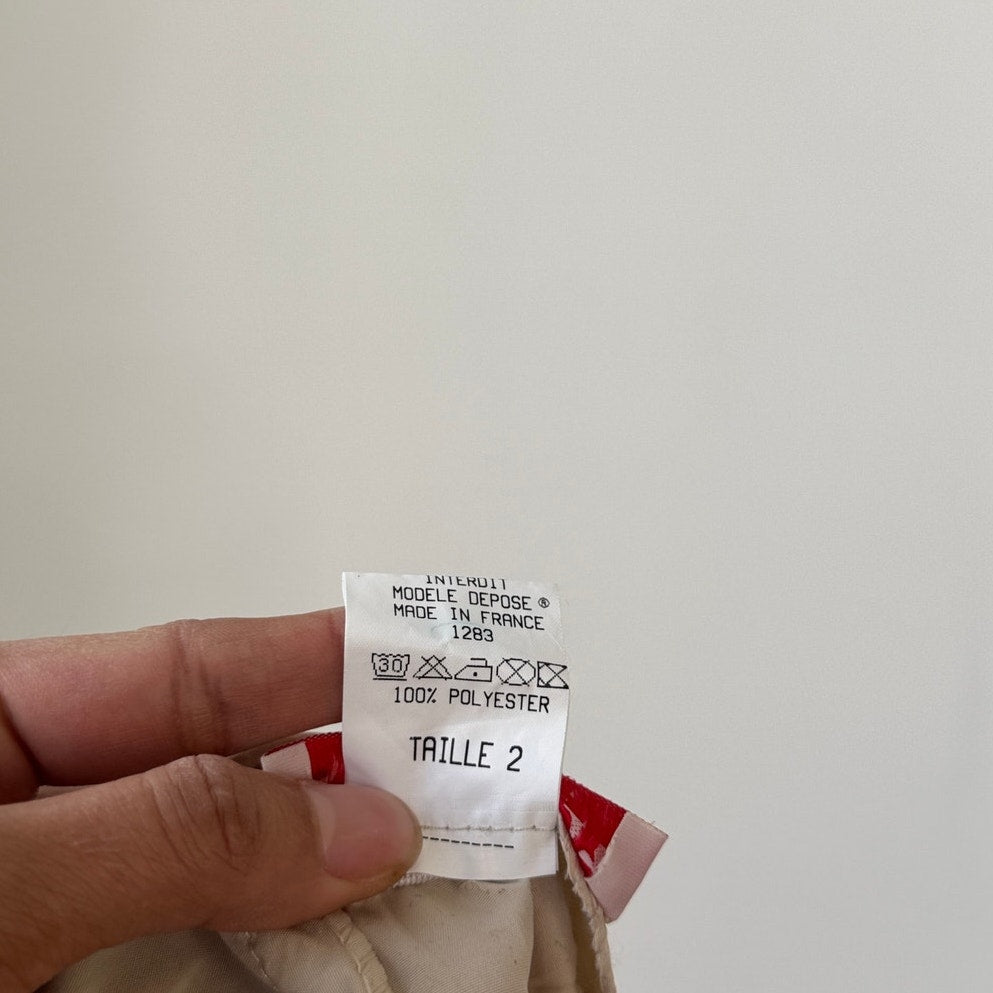 INTERDIT
MODELE DEPOSE ®
MADE IN FRANCE
1283
30
100% POLYESTER
TAILLE 2